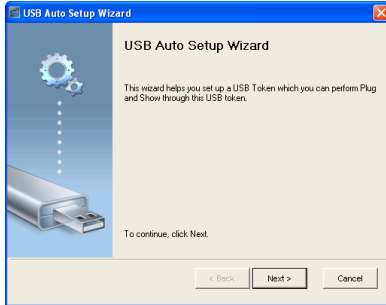 USB Auto Setup Wizard
USB Auto Setup Wizard
This wizard helps you set up a USB Token which you can perform Plug
and Show through this USB token.
To continue, click Next.
< Back
Next >
Cancel